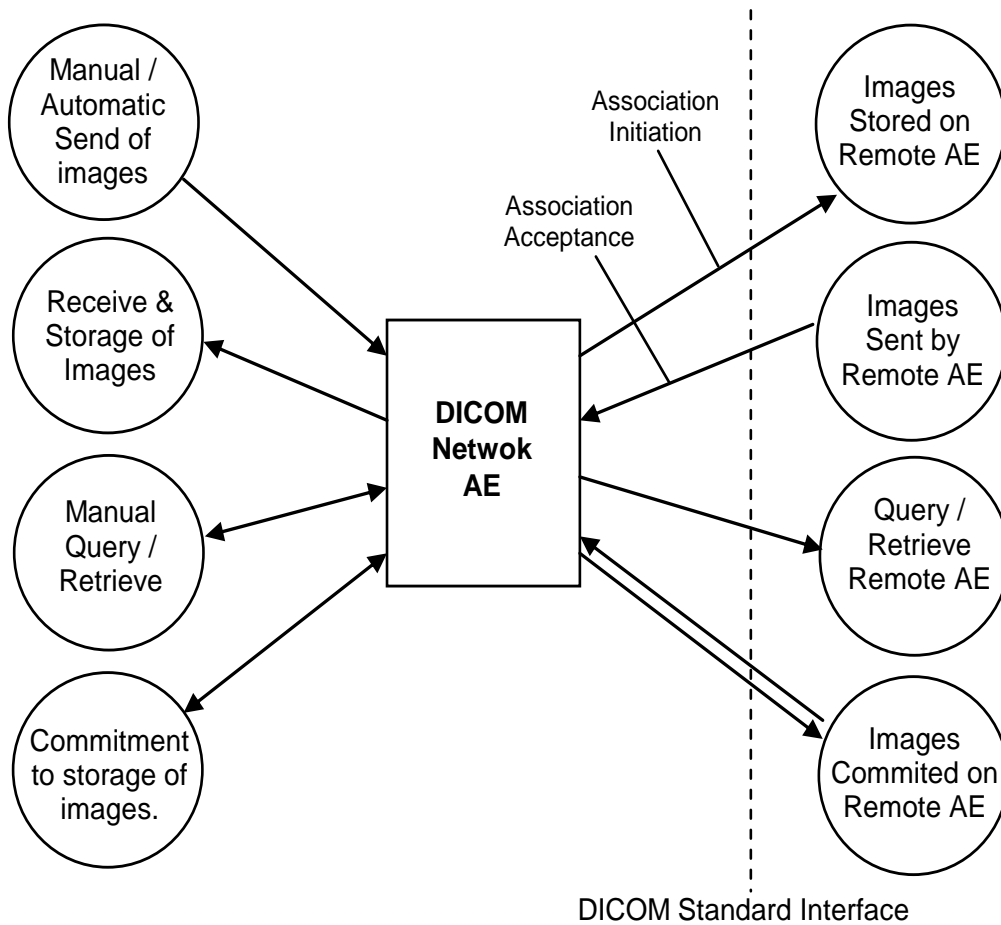 Manual /
Automatic
Send of
images
Receive &
Storage of
Images
Manual
Query /
Retrieve
Commitment
to storage of
images.
DICOM
Netwok
AE
Association
Initiation
Association
Acceptance
Images
Stored on
Remote AE
Images
Sent by
Remote AE
Query /
Retrieve
Remote AE
Images
Commited on
Remote AE
DICOM Standard Interface